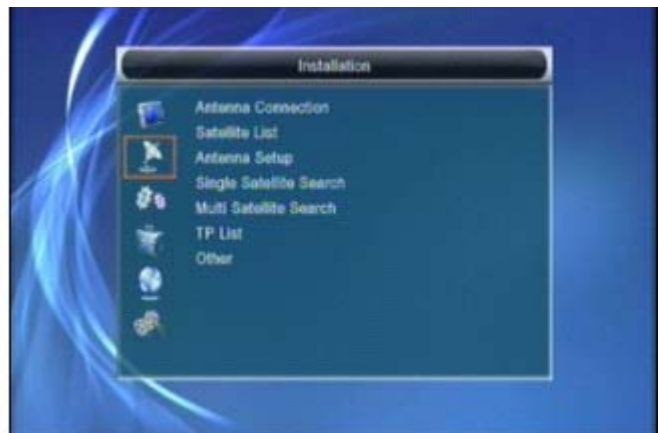 Installation
Antenna Connection
Satellite List
Antenna Setup
Single Satellite Search
Multi Satellite Search
TP List
Other